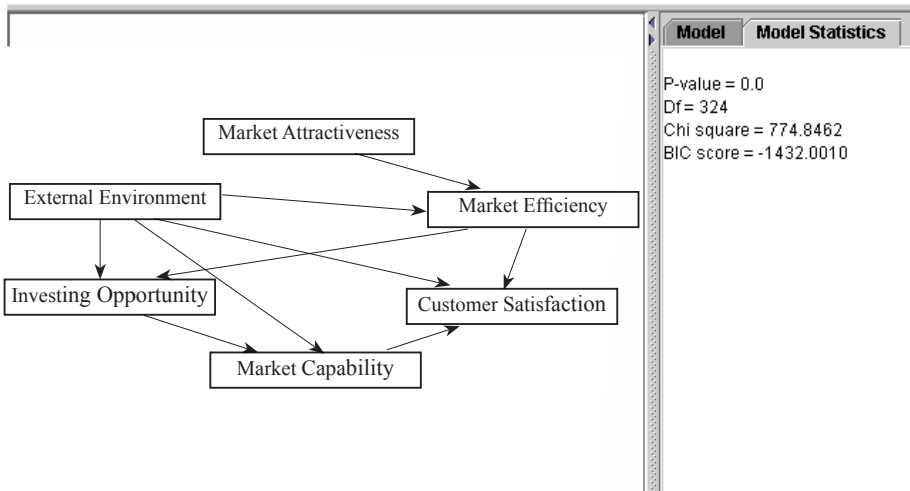 Model
Model Statistics
P-value = 0.0
Df= 324
Chi square = 774.8462
BIC score = -1432.0010
Market Attractiveness
External Environment
Market Efficiency
Investing Opportunity
Customer Satisfaction
Market Capability